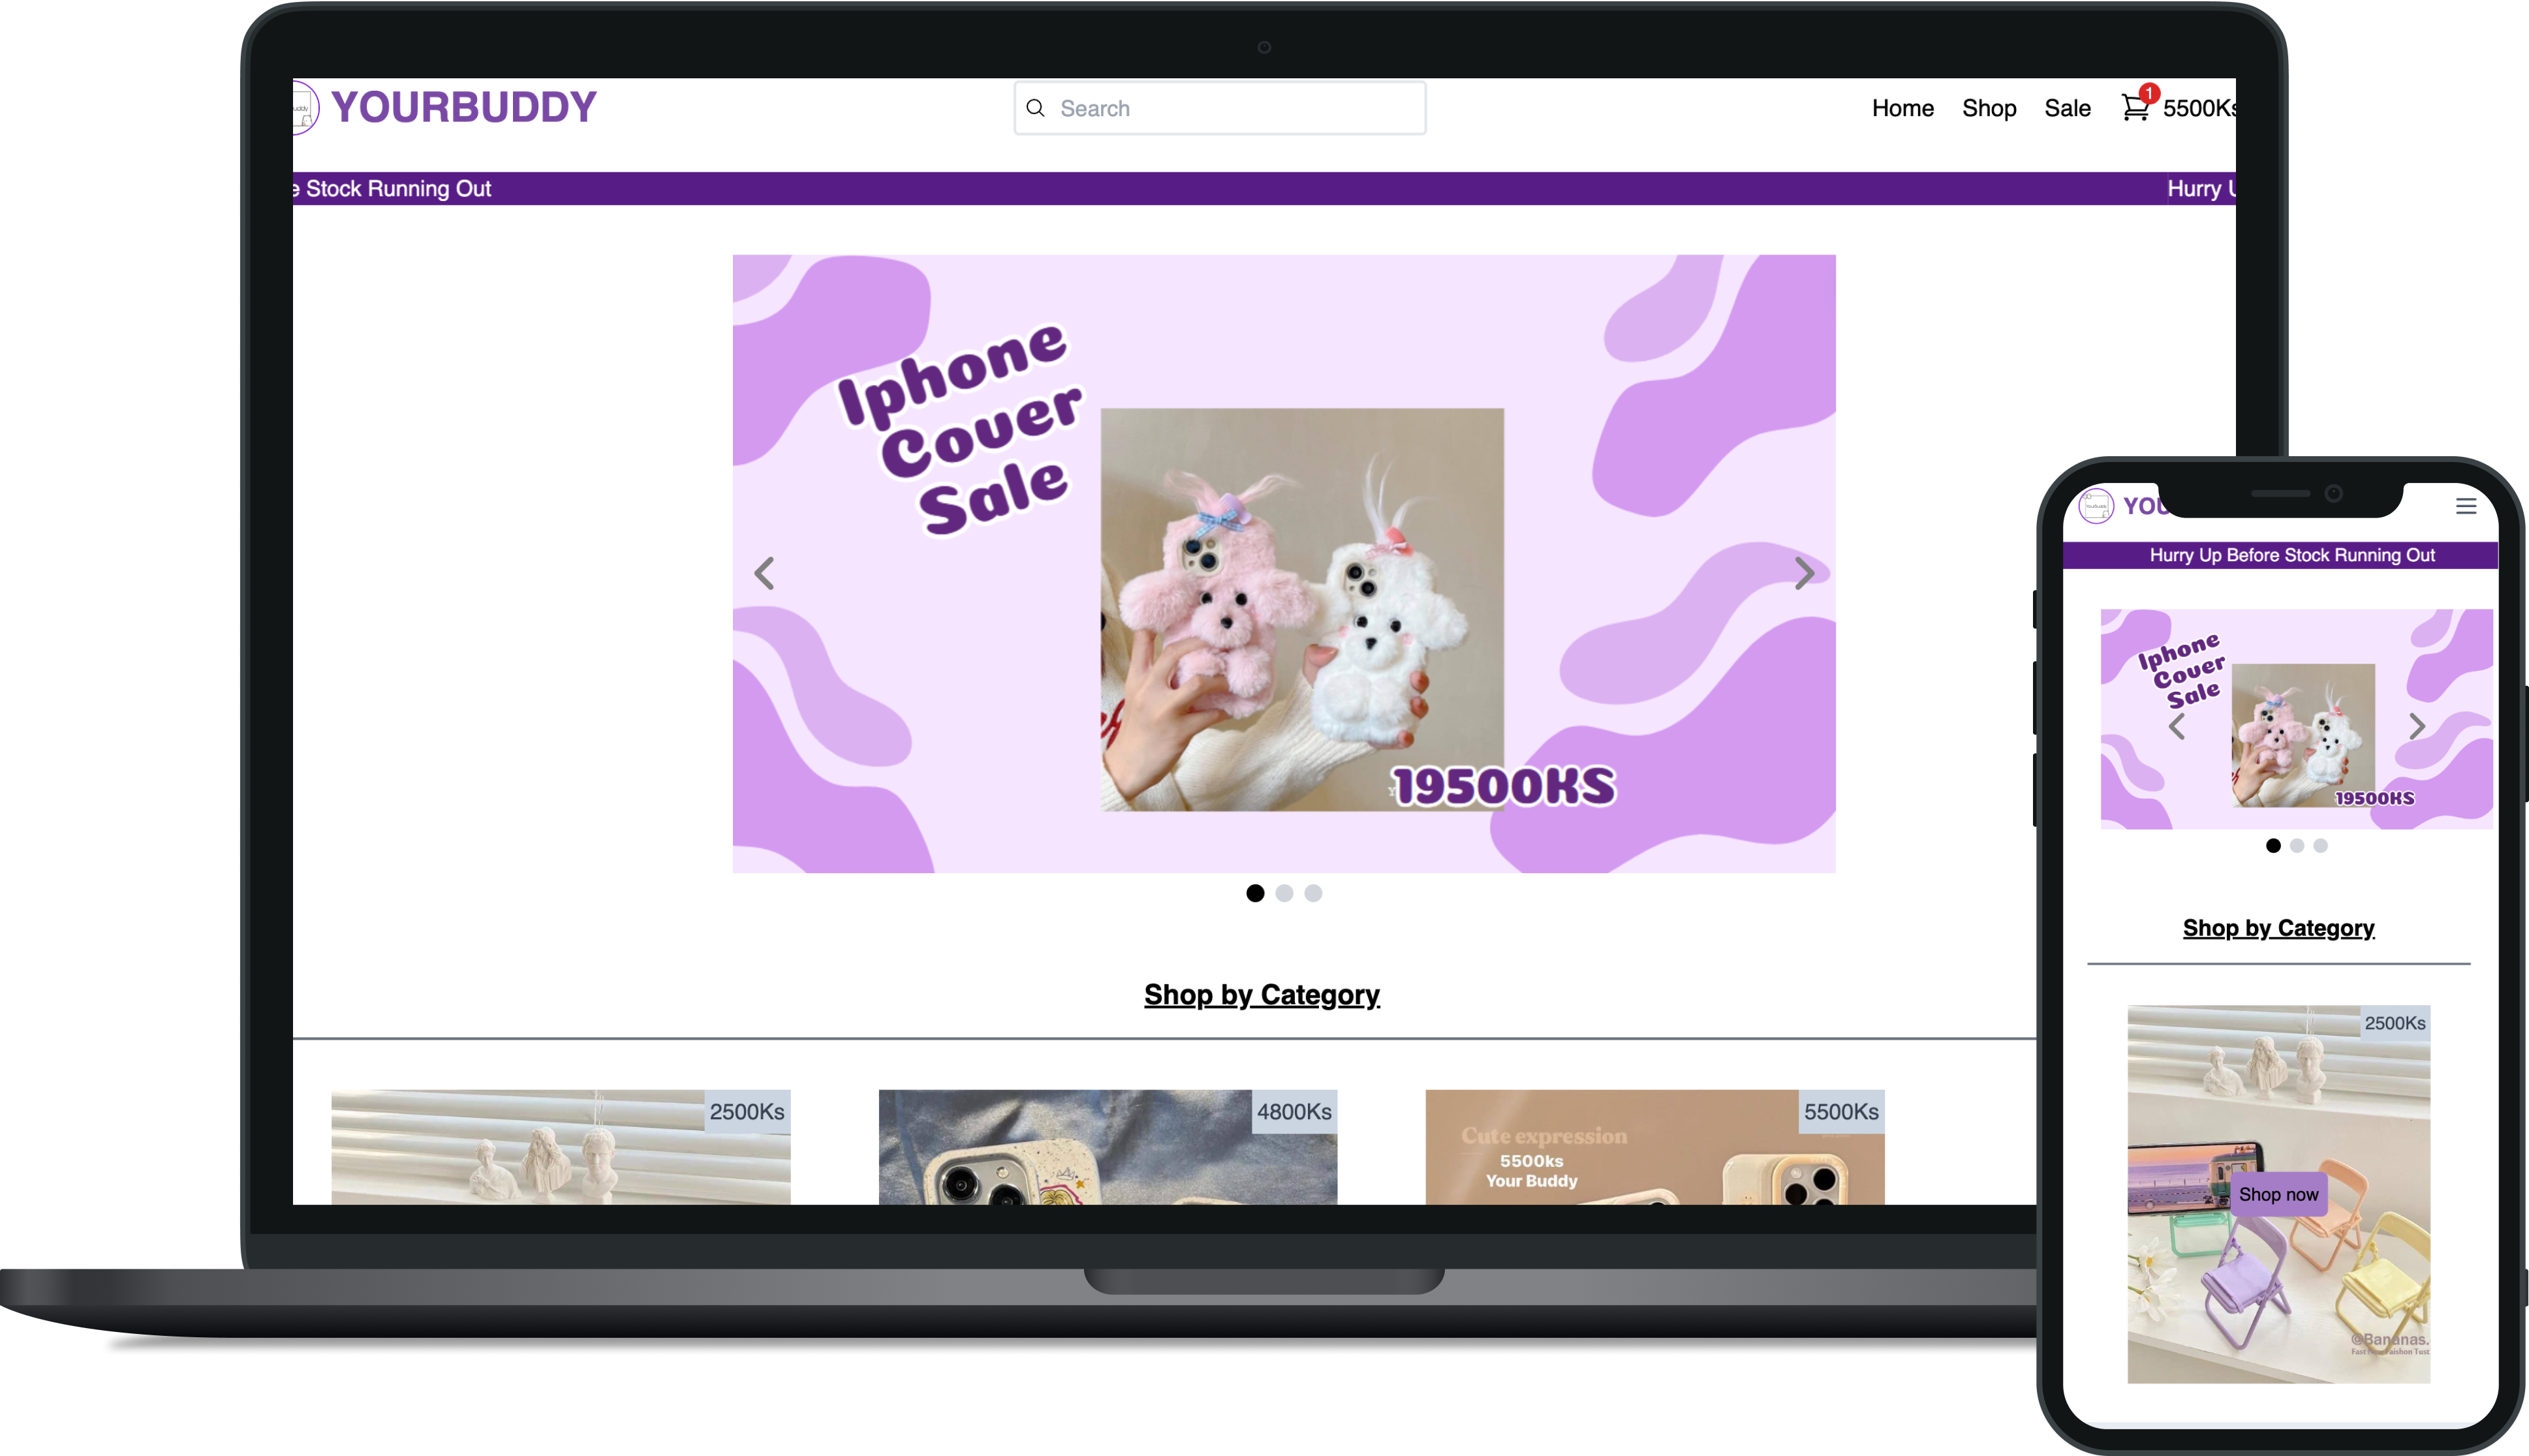 YOURBUDDY
Search
Home Shop Sale 1 5500Ks
e Stock Running Out
Hurry U
Iphone
Cover
Sale
19500KS
Shop by Category
2500Ks
4800Ks
5500Ks
Cute expression
5500ks
Your Buddy
YOU
Hurry Up Before Stock Running Out
Iphone
Cover
Sale
19500KS
Shop by Category
2500Ks
Shop now
@Bananas.